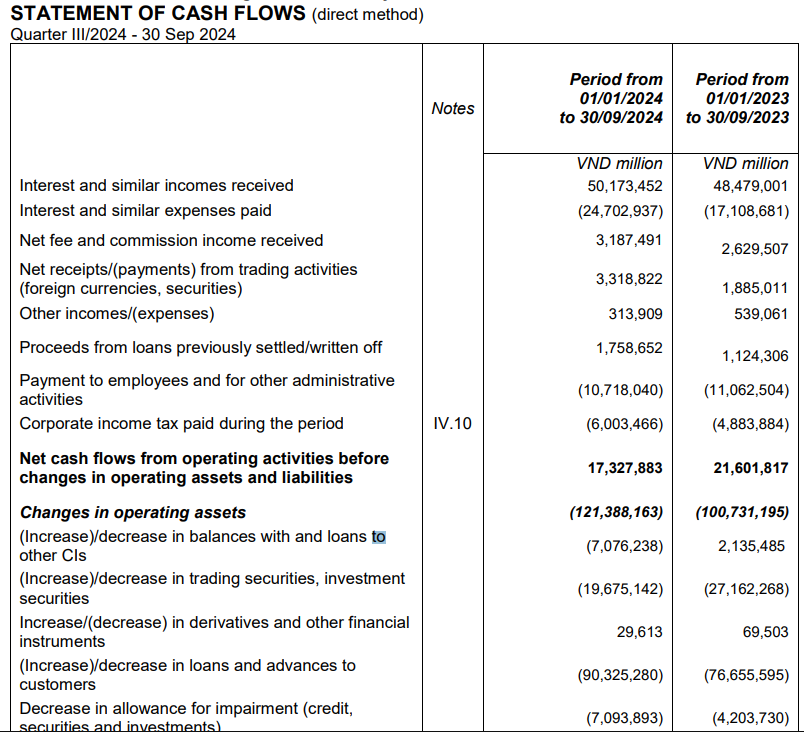 STATEMENT OF CASH FLOWS (direct method)
Quarter III/2024 - 30 Sep 2024
Notes
Period from
01/01/2024
to 30/09/2024
Period from
01/01/2023
to 30/09/2023
VND million VND million
Interest and similar incomes received 50,173,452 48,479,001
Interest and similar expenses paid (24,702,937) (17,108,681)
Net fee and commission income received 3,187,491 2,629,507
Net receipts/(payments) from trading activities
(foreign currencies, securities) 3,318,822 1,885,011
Other incomes/(expenses) 313,909 539,061
Proceeds from loans previously settled/written off 1,758,652 1,124,306
Payment to employees and for other administrative
activities (10,718,040) (11,062,504)
Corporate income tax paid during the period IV.10 (6,003,466) (4,883,884)
Net cash flows from operating activities before
changes in operating assets and liabilities 17,327,883 21,601,817
Changes in operating assets (121,388,163) (100,731,195)
(Increase)/decrease in balances with and loans to
other CIs (7,076,238) 2,135,485
(Increase)/decrease in trading securities, investment
securities (19,675,142) (27,162,268)
Increase/(decrease) in derivatives and other financial
instruments 29,613 69,503
(Increase)/decrease in loans and advances to
customers (90,325,280) (76,655,595)
Decrease in allowance for impairment (credit,
securities and investments) (7,093,893) (4,203,730)